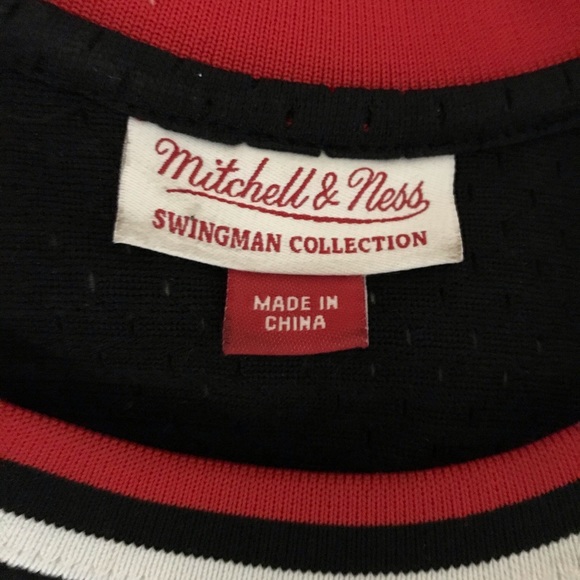 Mitchell & Ness
SWINGMAN COLLECTION
MADE IN
CHINA